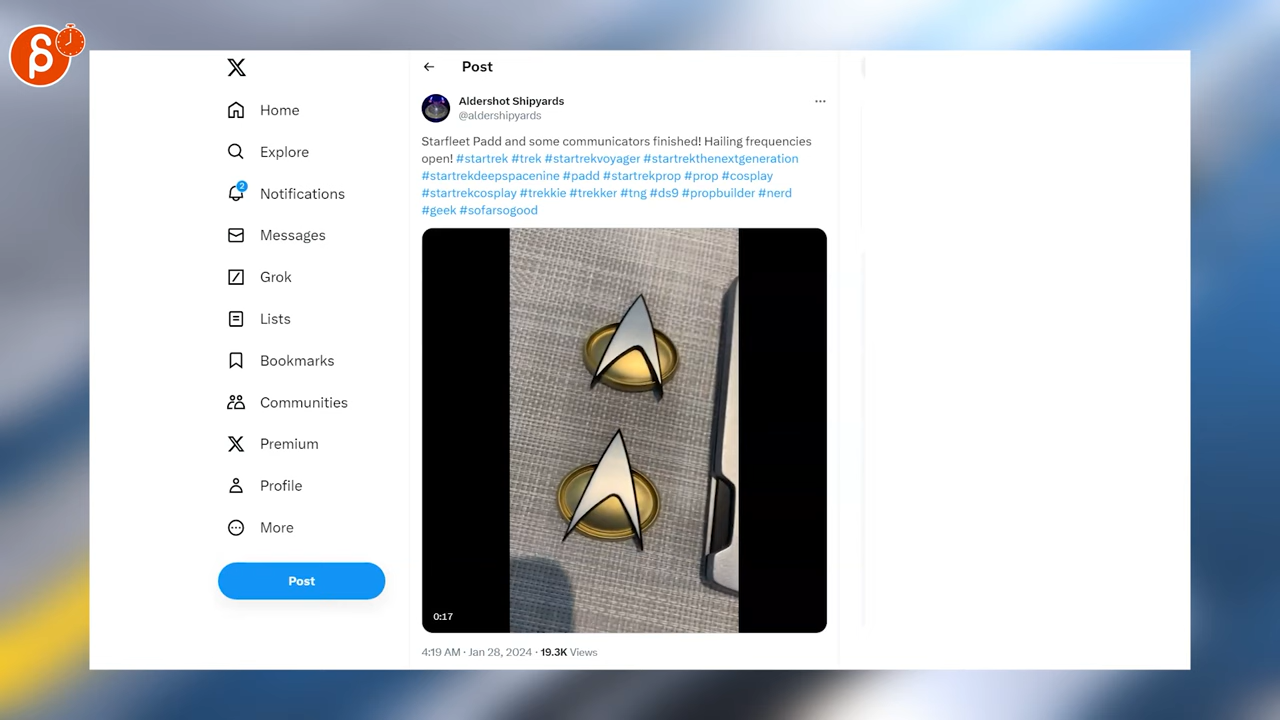 Post
Aldershot Shipyards
@aldershipyards
Starfleet Padd and some communicators finished! Hailing frequencies
open! #startrek #trek #startrekvoyager #startrekthenextgeneration
#startrekdeepspacenine #padd #startrekprop #prop #cosplay
#startrekcosplay #trekkie #trekker #tng #ds9 #propbuilder #nerd
#geek #sofarsogood
0:17
4:19 AM · Jan 28, 2024 · 19.3K Views
Home
Explore
2
Notifications
Messages
Grok
Lists
Bookmarks
Communities
Premium
Profile
More
Post